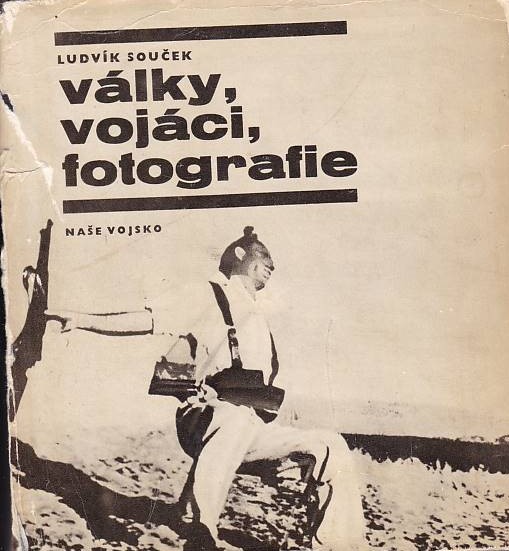 LUDVÍK SOUČEK
války,
vojáci,
fotografie
NAŠE VOJSKO